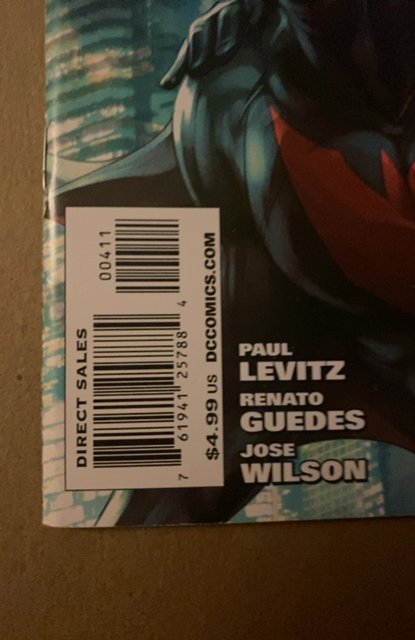 DIRECT SALES
00411
7 61941 25788 4
$4.99 US DCCOMICS.COM
PAUL
LEVITZ
RENATO
GUEDES
JOSE
WILSON